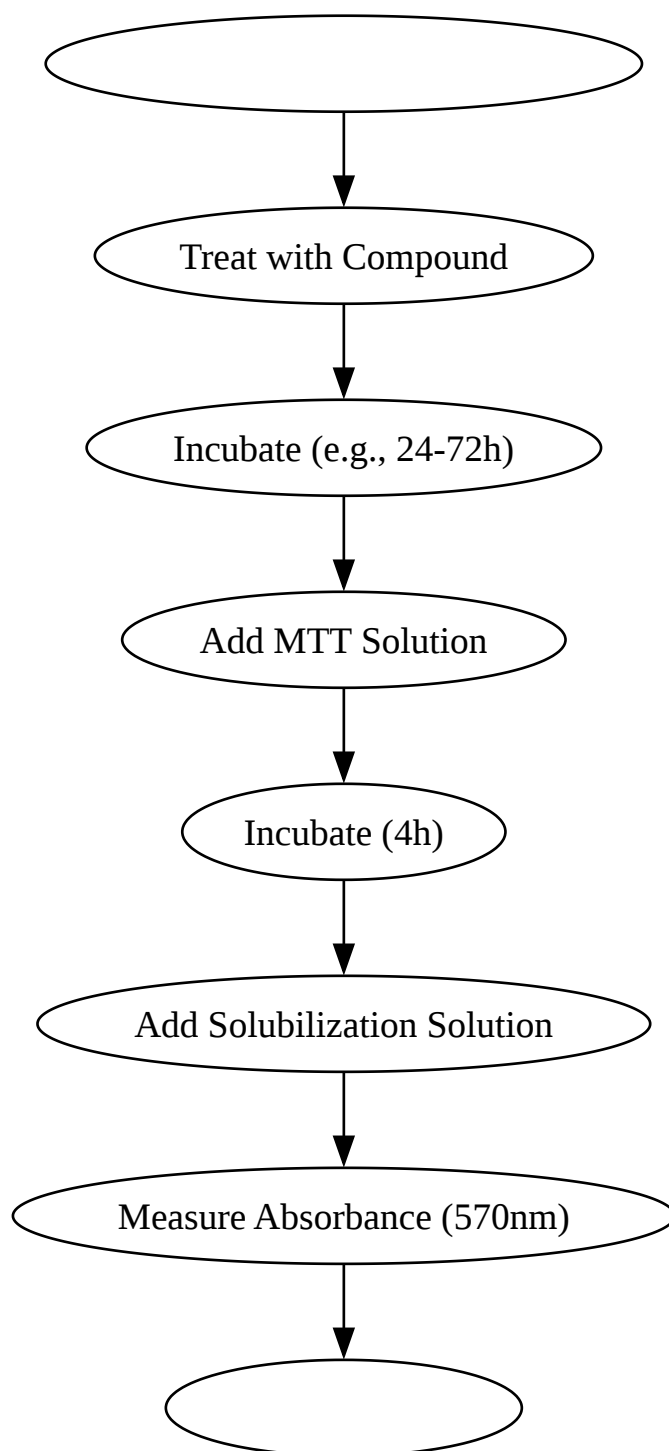 Treat with Compound
Incubate (e.g., 24-72h)
Add MTT Solution
Incubate (4h)
Add Solubilization Solution
Measure Absorbance (570nm)